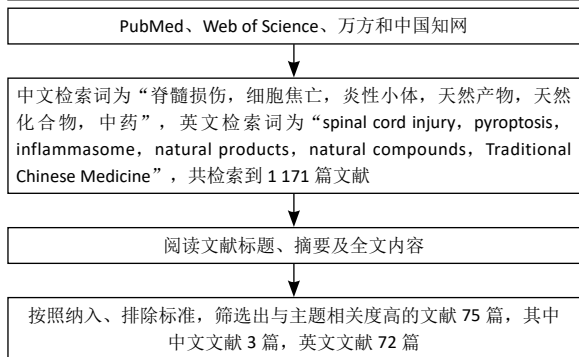 PubMed、Web of Science、万方和中国知网
中文检索词为“脊髓损伤，细胞焦亡，炎性小体，天然产物，天然
化合物，中药”，英文检索词为“spinal cord injury，pyroptosis，
inflammasome，natural products，natural compounds，Traditional
Chinese Medicine”，共检索到 1 171 篇文献
阅读文献标题、摘要及全文内容
按照纳入、排除标准，筛选出与主题相关度高的文献 75 篇，其中
中文文献 3 篇，英文文献 72 篇